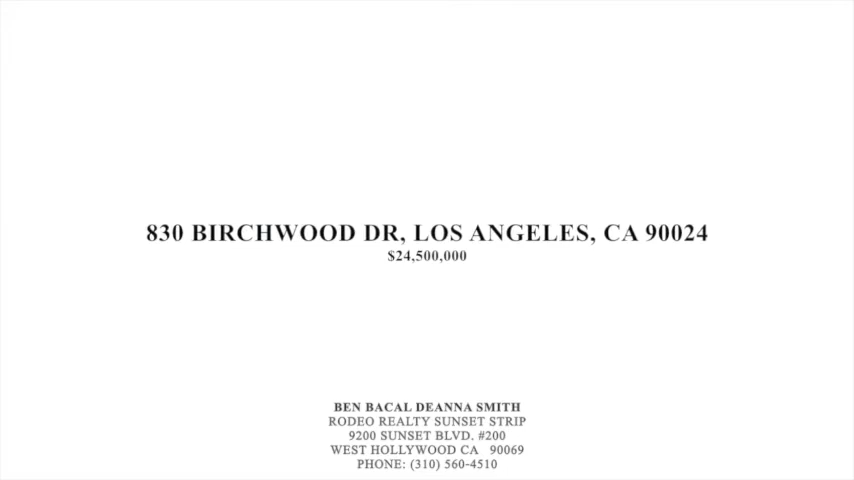 830 BIRCHWOOD DR, LOS ANGELES, CA 90024
$24,500,000
BEN BACAL DEANNA SMITH
RODEO REALTY SUNSET STRIP
9200 SUNSET BLVD. #200
WEST HOLLYWOOD CA 90069
PHONE: (310) 560-4510